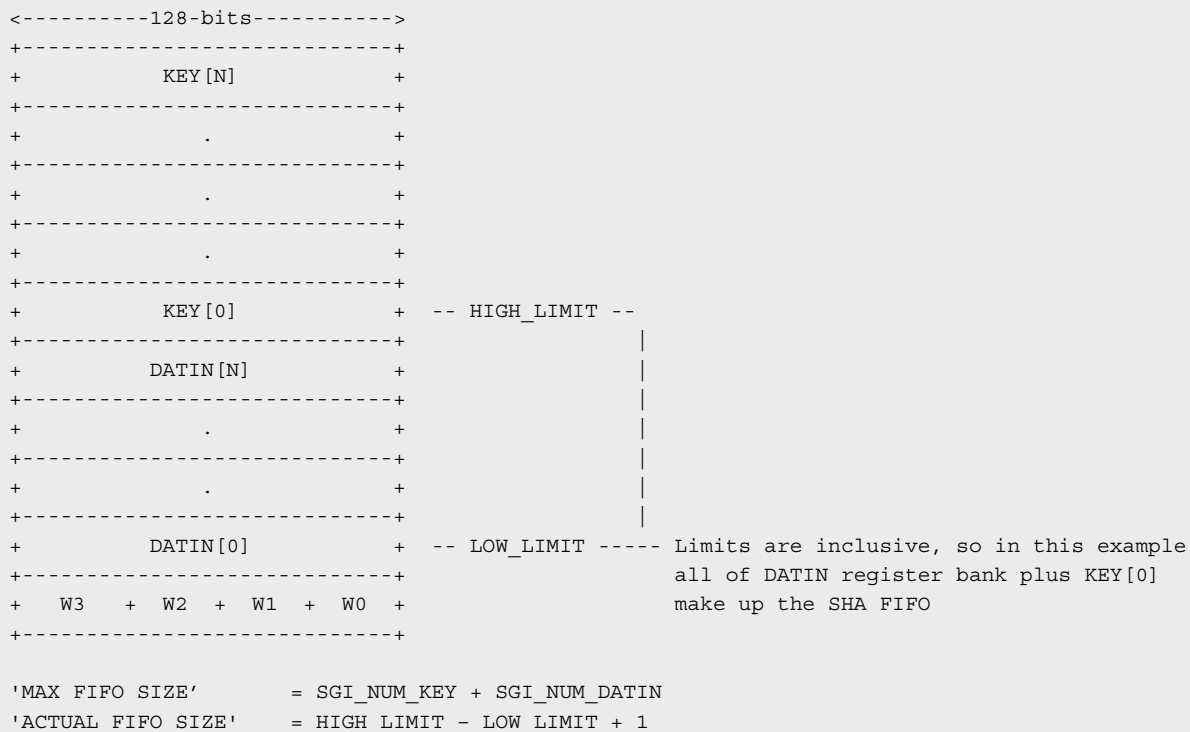 <----------128-bits----------->
+-----------------------------+
+ KEY[N] +
+-----------------------------+
+ . +
+-----------------------------+
+ . +
+-----------------------------+
+ . +
+-----------------------------+
+ KEY[0] + -- HIGH_LIMIT --
+-----------------------------+ |
+ DATIN[N] + |
+-----------------------------+ |
+ . + |
+-----------------------------+ |
+ . + |
+-----------------------------+ |
+ DATIN[0] + -- LOW_LIMIT ----- Limits are inclusive, so in this example
+-----------------------------+ all of DATIN register bank plus KEY[0]
+ W3 + W2 + W1 + W0 + make up the SHA FIFO
+-----------------------------+
'MAX FIFO SIZE’ = SGI_NUM_KEY + SGI_NUM_DATIN
'ACTUAL FIFO SIZE' = HIGH LIMIT – LOW LIMIT + 1